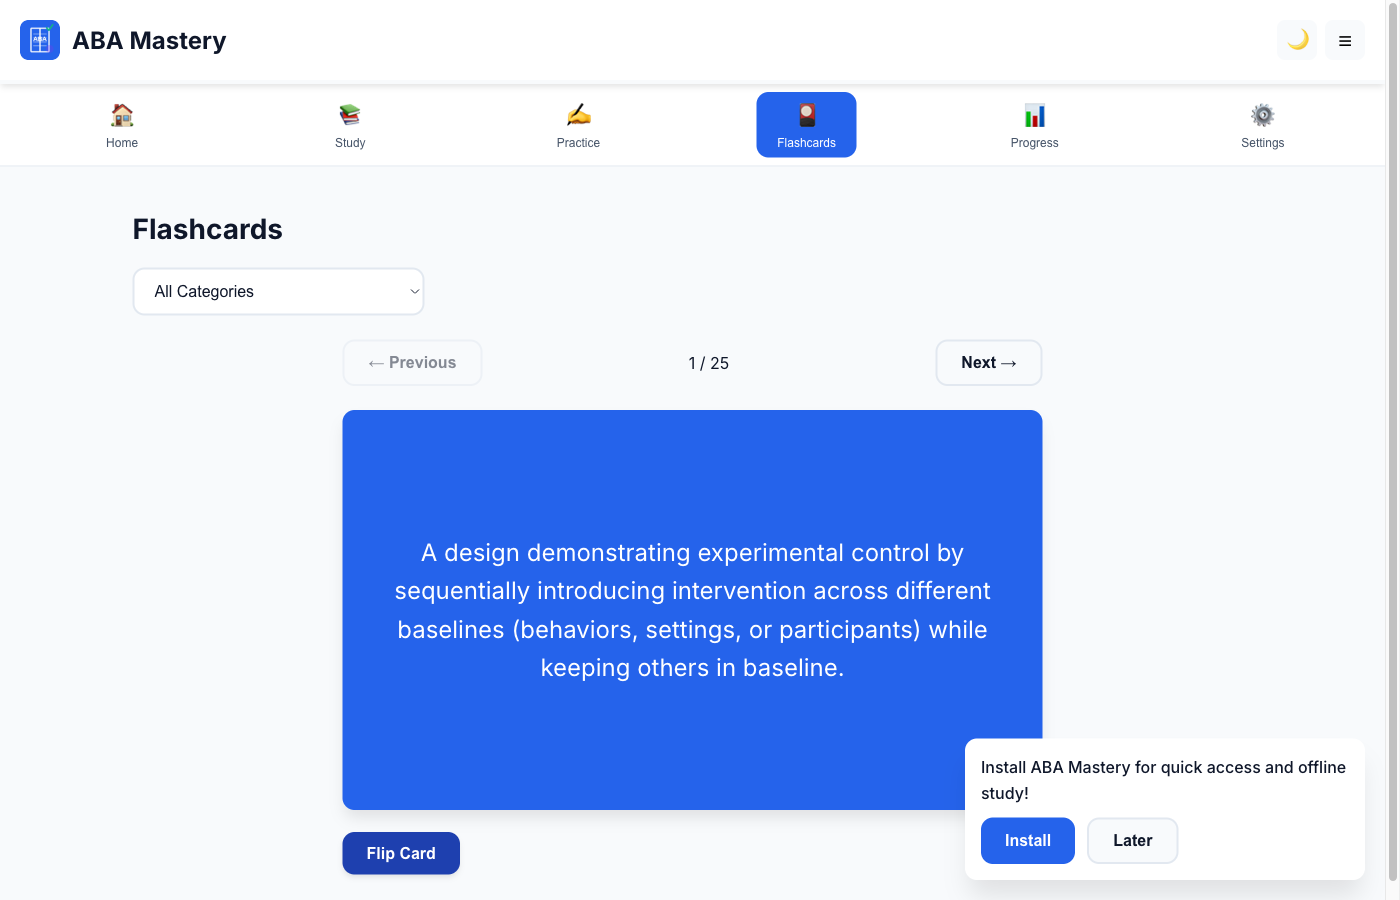 ABA
ABA Mastery
☰
Home
Study
Practice
Flashcards
Progress
Settings
Flashcards
All Categories
← Previous
1 / 25
Next →
A design demonstrating experimental control by
sequentially introducing intervention across different
baselines (behaviors, settings, or participants) while
keeping others in baseline.
Install ABA Mastery for quick access and offline
study!
Install
Later
Flip Card